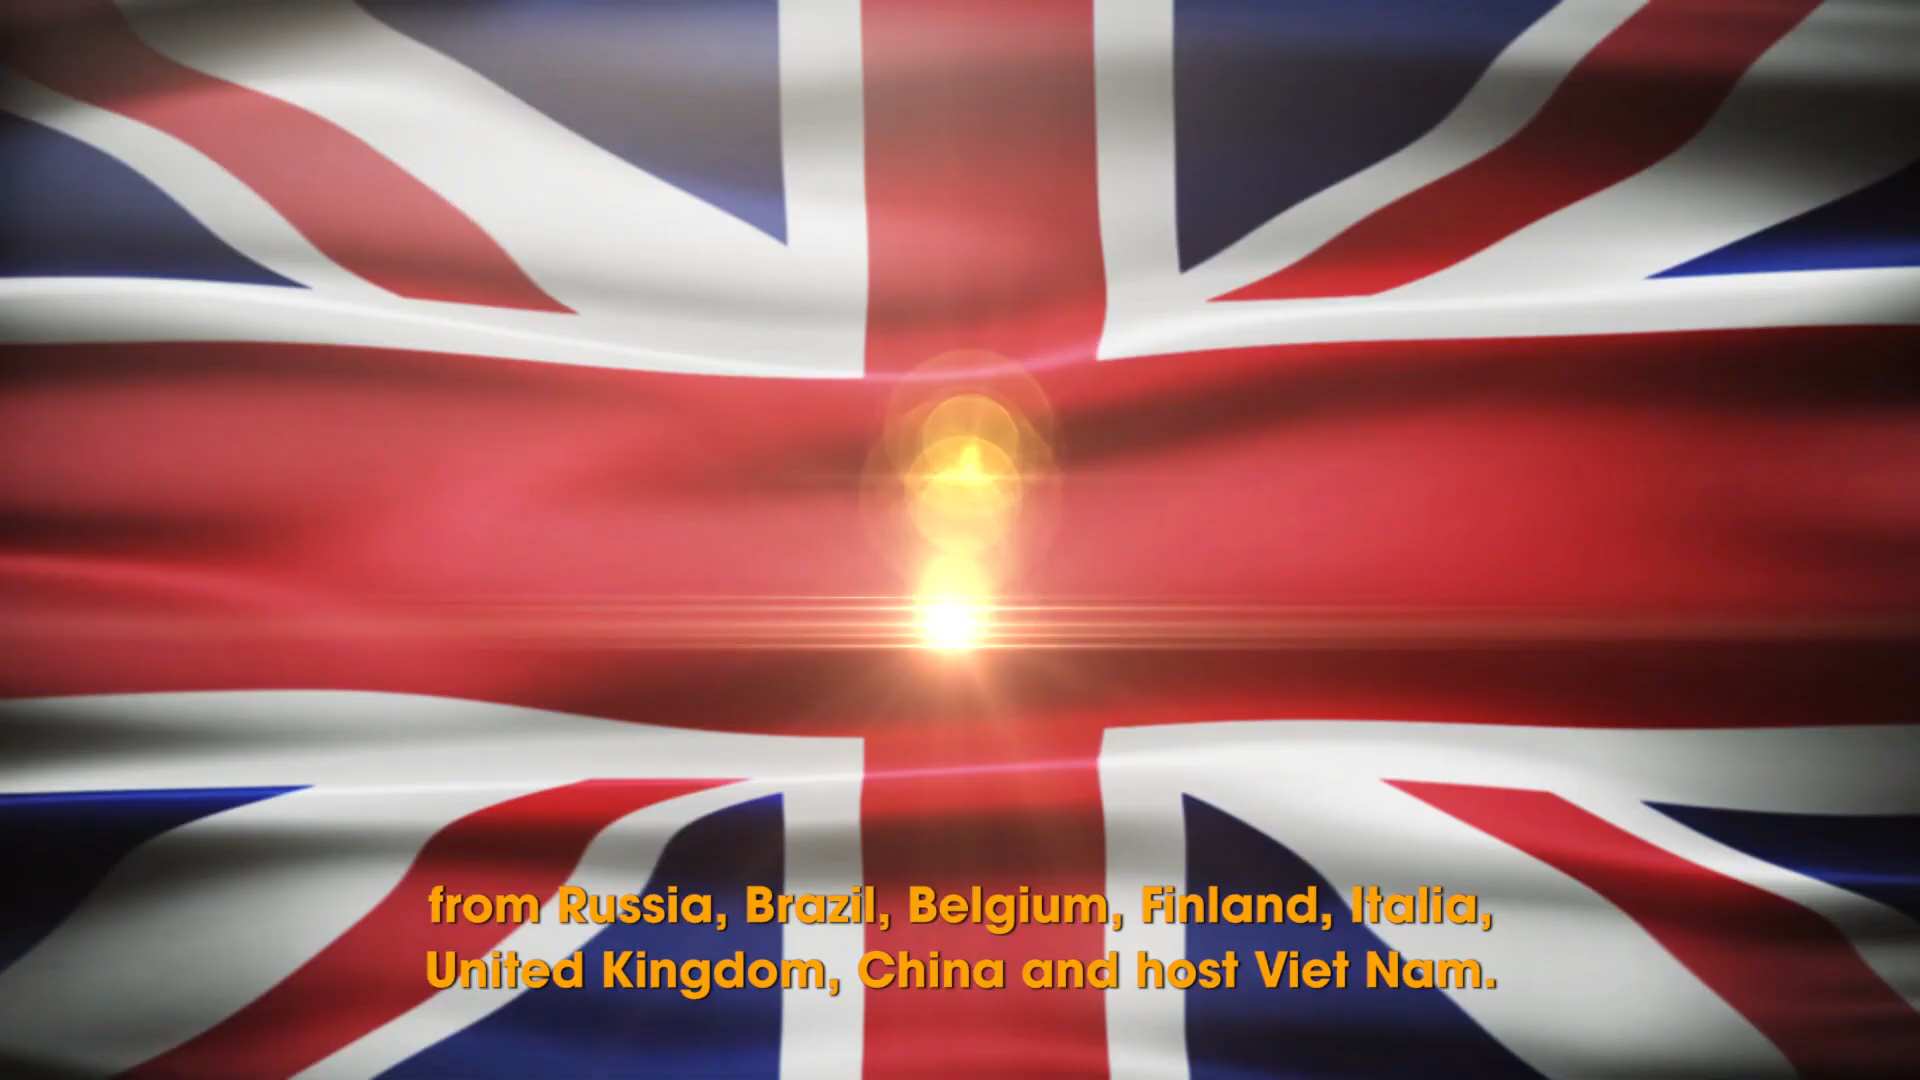 from Russia, Brazil, Belgium, Finland, Italia,
United Kingdom, China and host Viet Nam.